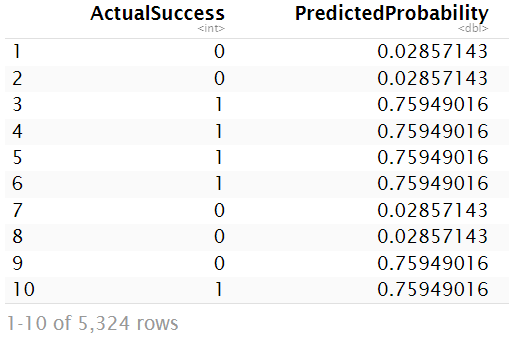 ActualSuccess PredictedProbability
<int> <dbl>
1 0 0.02857143
2 0 0.02857143
3 1 0.75949016
4 1 0.75949016
5 1 0.75949016
6 1 0.75949016
7 0 0.02857143
8 0 0.02857143
9 0 0.75949016
10 1 0.75949016
1-10 of 5,324 rows